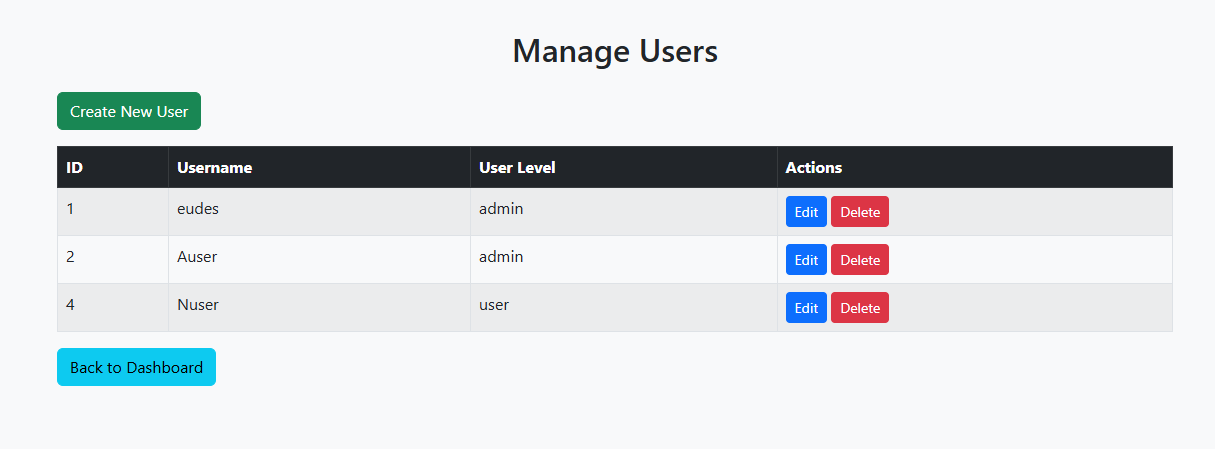 Manage Users
Create New User
ID Username User Level Actions
1 eudes admin Edit Delete
2 Auser admin Edit Delete
4 Nuser user Edit Delete
Back to Dashboard